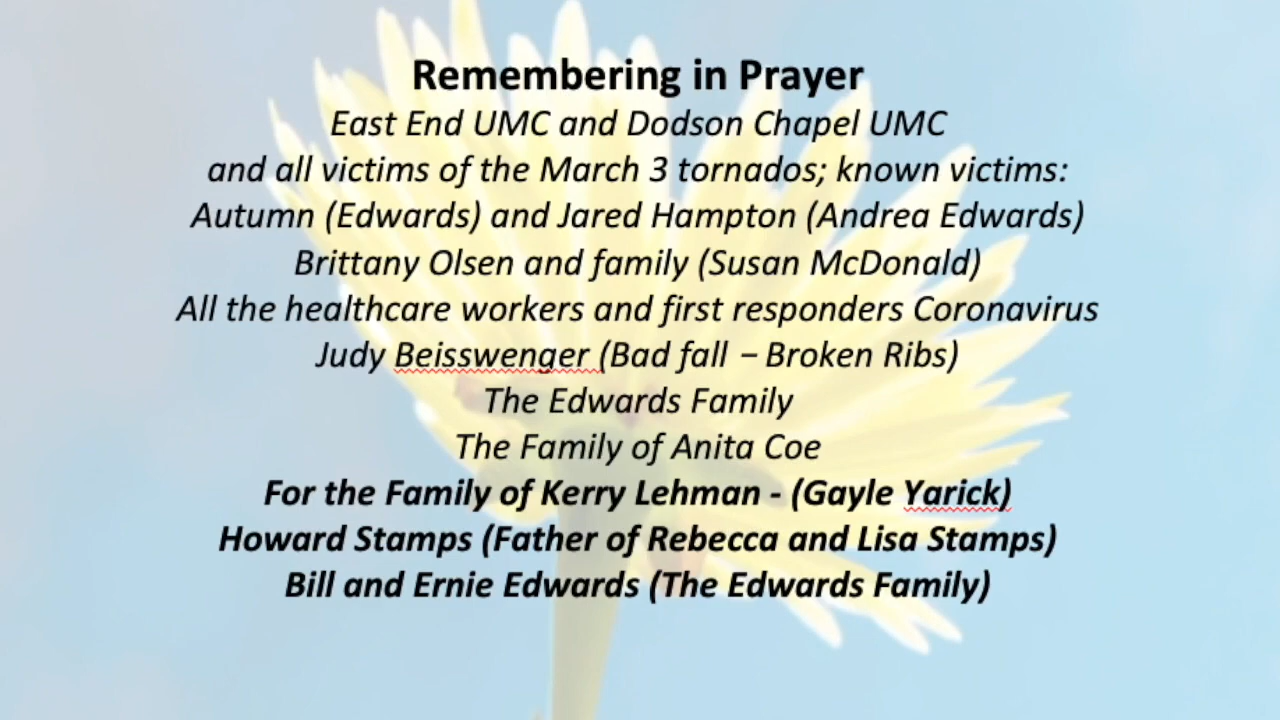 Remembering in Prayer
East End UMC and Dodson Chapel UMC
and all victims of the March 3 tornados; known victims:
Autumn (Edwards) and Jared Hampton (Andrea Edwards)
Brittany Olsen and family (Susan McDonald)
All the healthcare workers and first responders Coronavirus
Judy Beisswenger (Bad fall – Broken Ribs)
The Edwards Family
The Family of Anita Coe
For the Family of Kerry Lehman - (Gayle Yarick)
Howard Stamps (Father of Rebecca and Lisa Stamps)
Bill and Ernie Edwards (The Edwards Family)